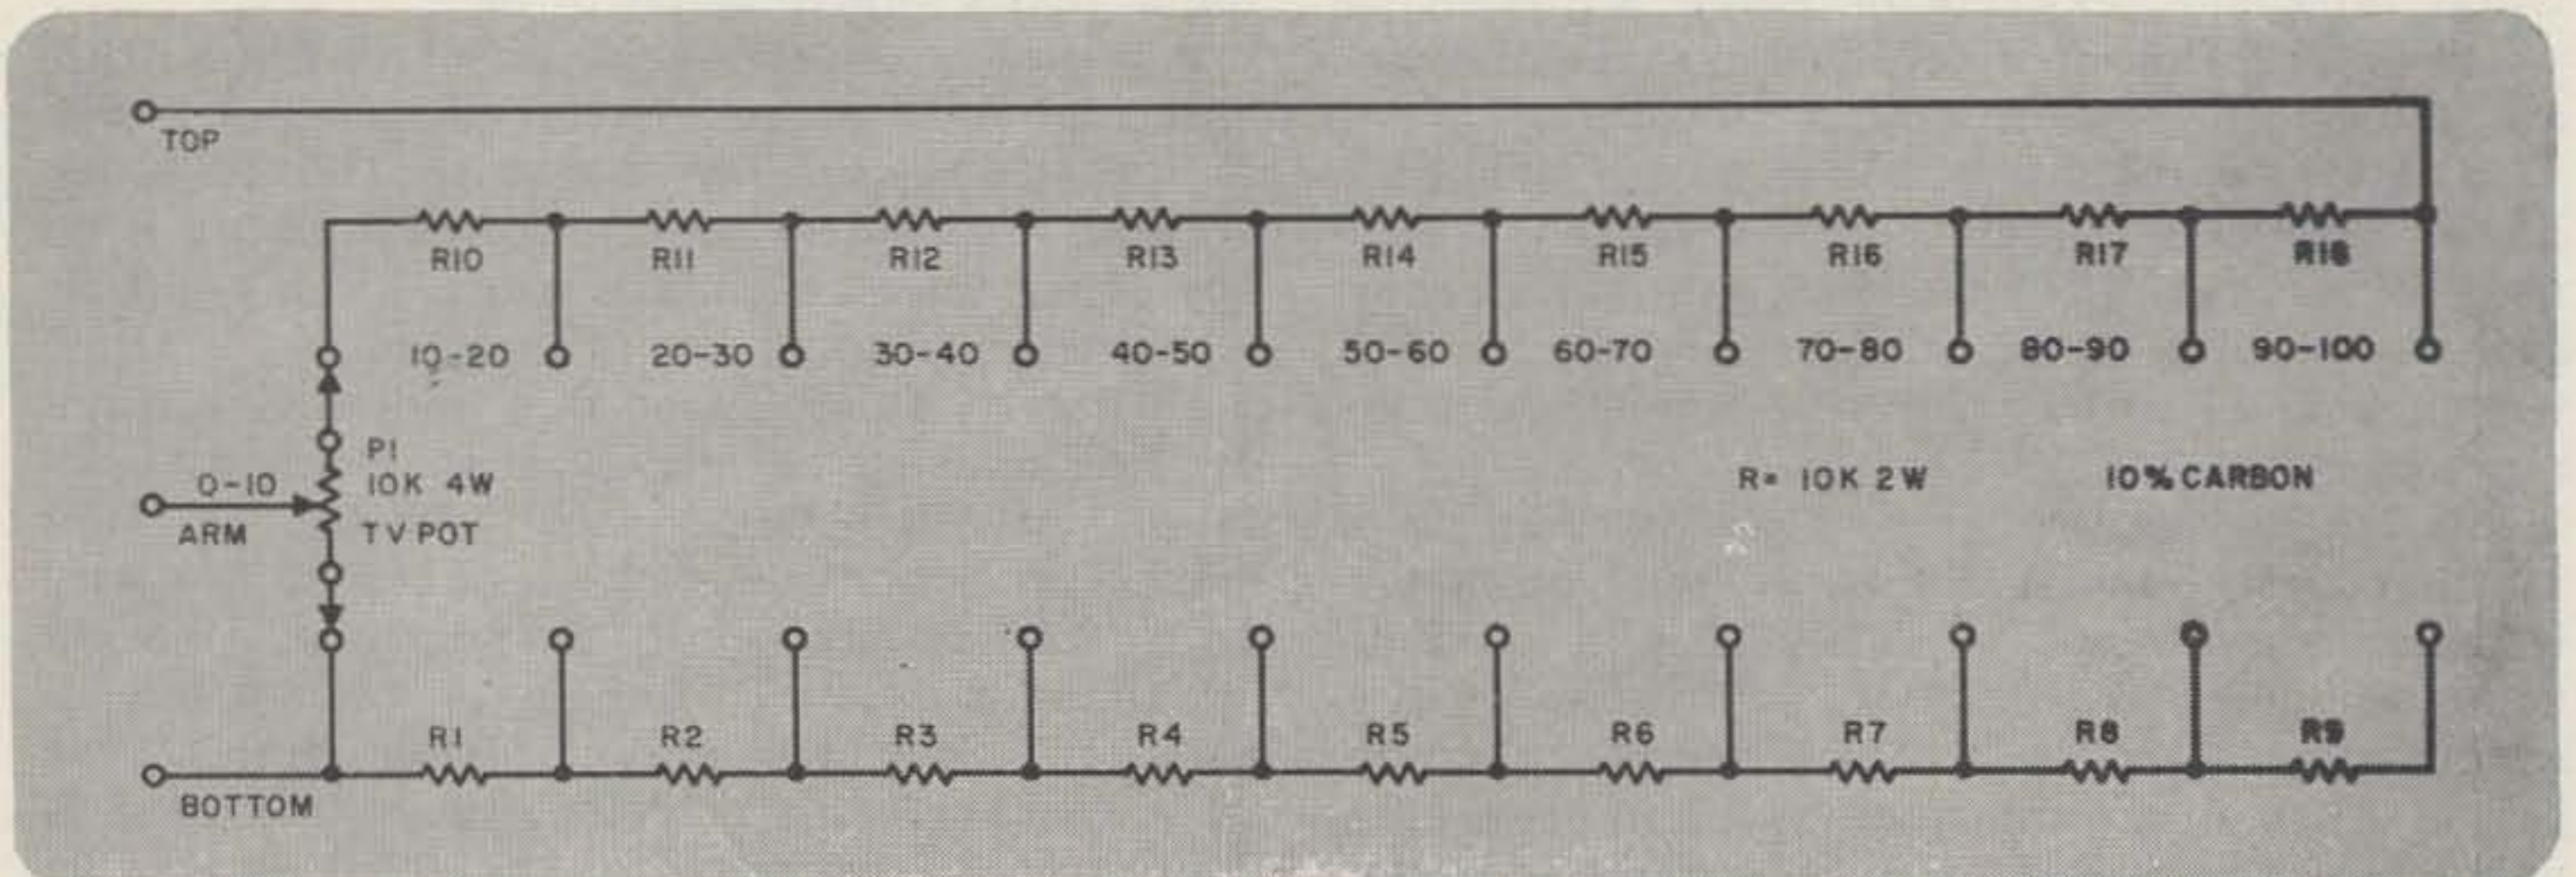 TOP
R10 R11 R12 R13 R14 R15 R16 R17 R18
10-20 20-30 30-40 40-50 50-60 60-70 70-80 80-90 90-100
P1
0-10 10K 4W R= 10K 2W 10% CARBON
ARM TV POT
R1 R2 R3 R4 R5 R6 R7 R8 R9
BOTTOM